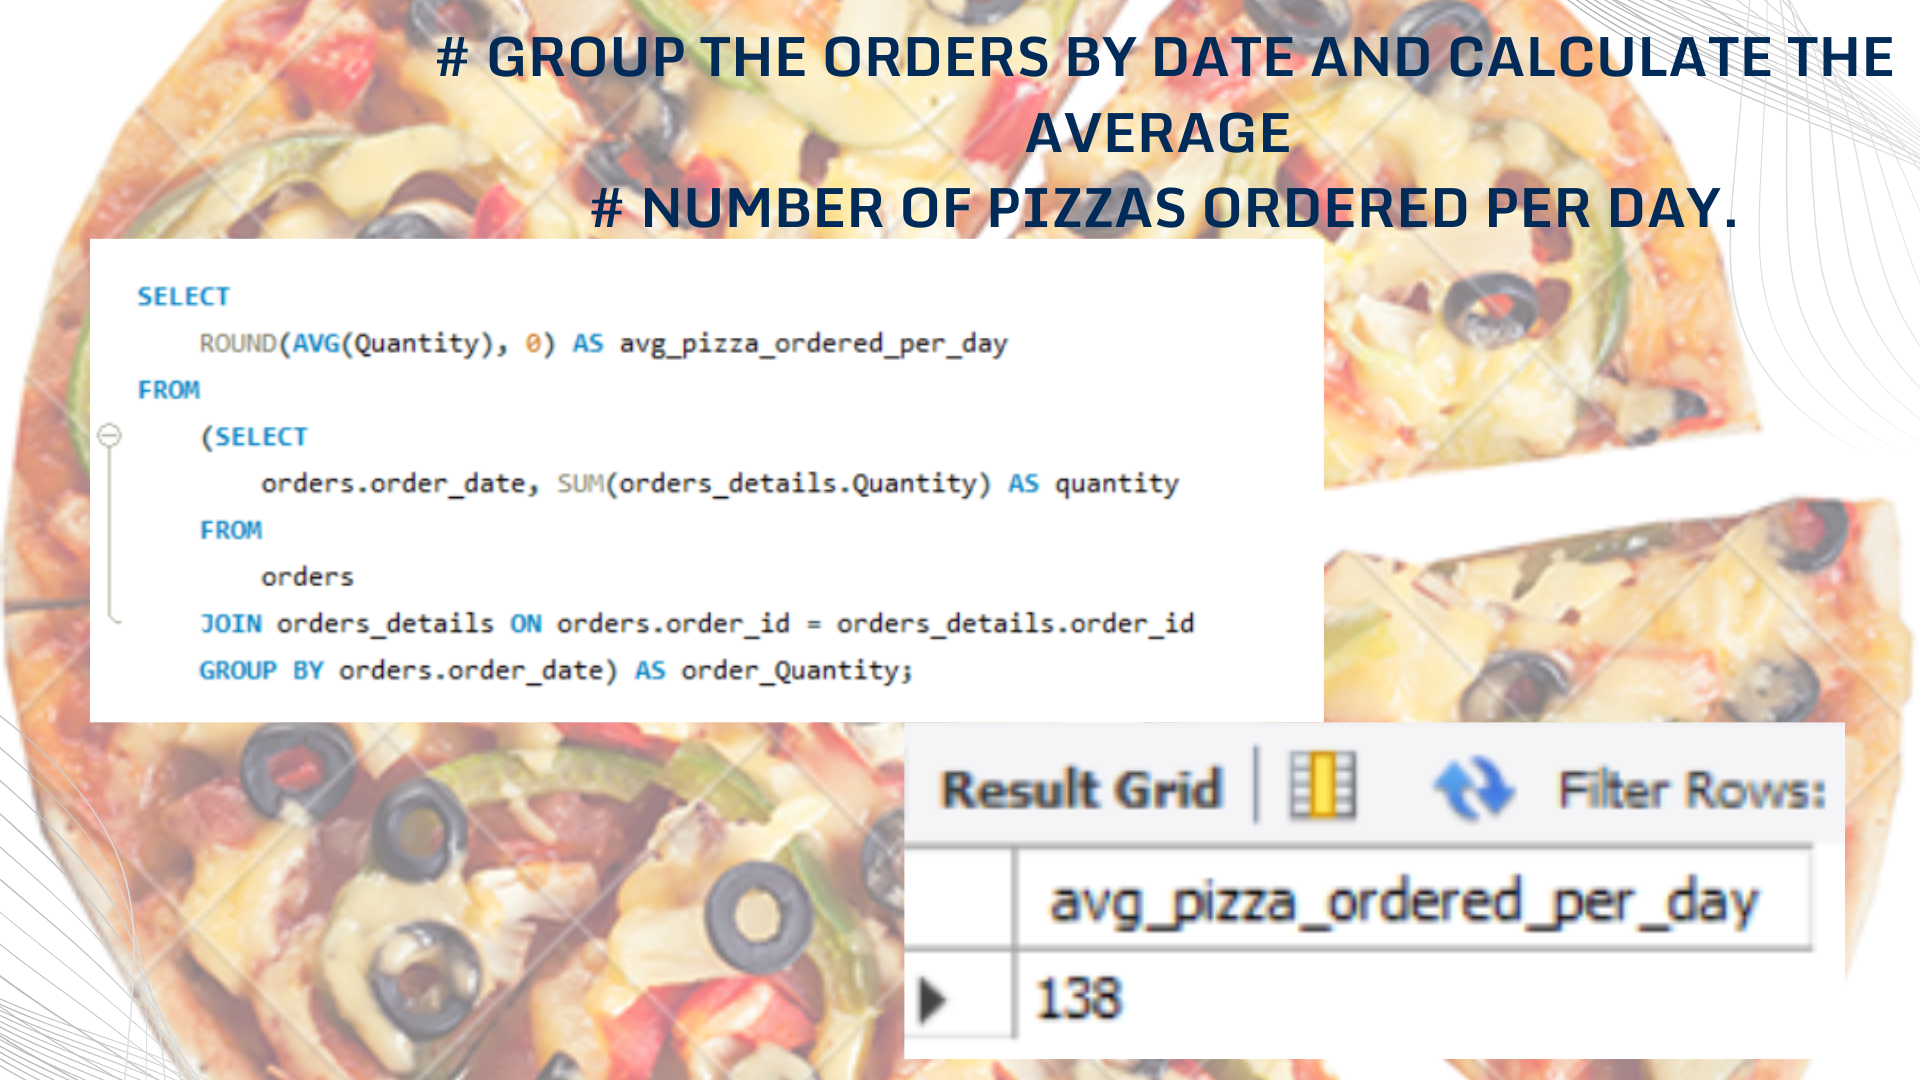 # GROUP THE ORDERS BY DATE AND CALCULATE THE
AVERAGE
# NUMBER OF PIZZAS ORDERED PER DAY.
SELECT
ROUND(AVG(Quantity), 0) AS avg_pizza_ordered_per_day
FROM
(SELECT
orders.order_date, SUM(orders_details.Quantity) AS quantity
FROM
orders
JOIN orders_details ON orders.order_id = orders_details.order_id
GROUP BY orders.order_date) AS order_Quantity;
Result Grid Filter Rows:
avg_pizza_ordered_per_day
138